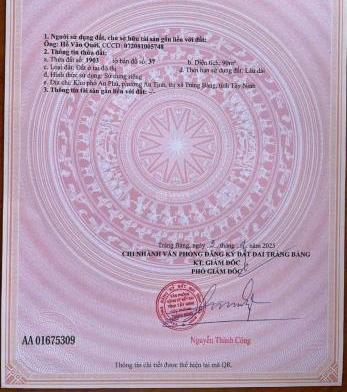 1. Người sử dụng đất, chủ sở hữu tài sản gắn liền với đất:
Ông: Hồ Văn Quới, CCCD: 072081005748
2. Thông tin thửa đất:
a. Thửa đất số: 1903 tờ bản đồ số: 37 b. Diện tích: 90m²
c. Loại đất: Đất ở tại đô thị d. Thời hạn sử dụng đất: Lâu dài
đ. Hình thức sử dụng: Sử dụng riêng
e. Địa chỉ: Khu phố An Phú, phường An Tịnh, thị xã Trảng Bàng, tỉnh Tây Ninh
3. Thông tin tài sản gắn liền với đất: -/-
Trảng Bàng, ngày tháng năm 2025
CHI NHÁNH VĂN PHÒNG ĐĂNG KÝ ĐẤT ĐAI TRẢNG BÀNG
KT. GIÁM ĐỐC
PHÓ GIÁM ĐỐC
Nguyễn Thành Công
AA 01675309
Thông tin chi tiết được thể hiện tại mã QR.